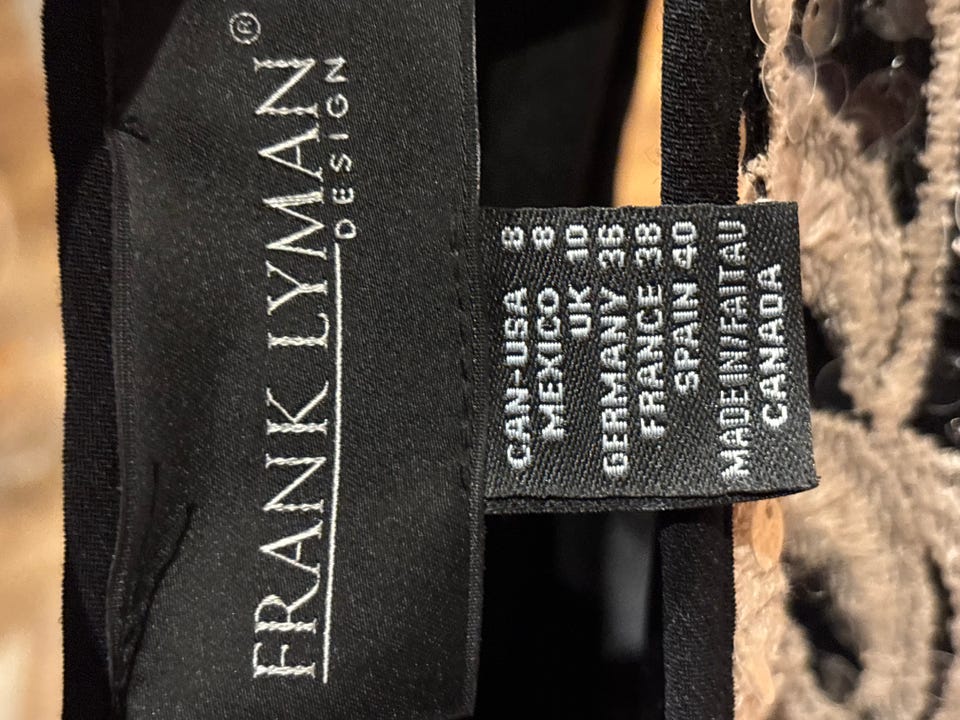 FRANK LYMAN®
DESIGN
CAN-USA 8
MEXICO 8
UK 10
GERMANY 36
FRANCE 38
SPAIN 40
MADE IN/FAIT AU
CANADA